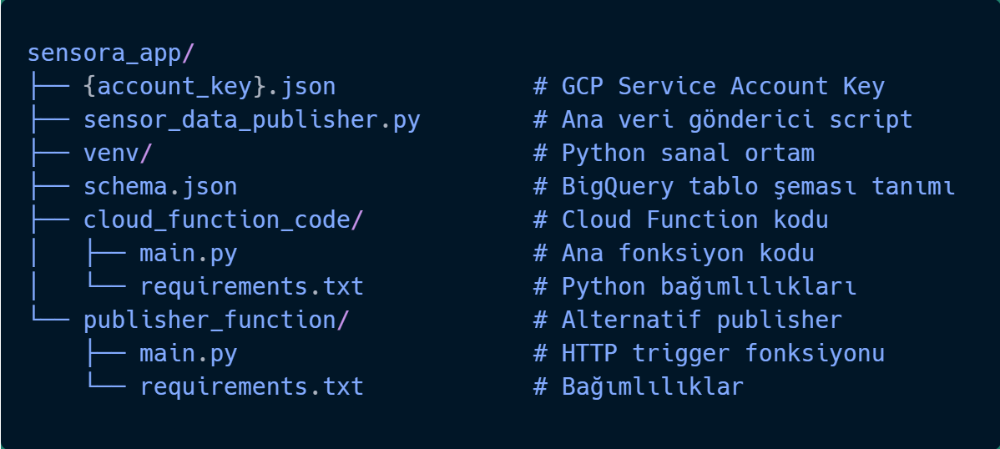 sensora_app/
├── {account_key}.json                # GCP Service Account Key
├── sensor_data_publisher.py          # Ana veri gönderici script
├── venv/                             # Python sanal ortam
├── schema.json                       # BigQuery tablo şeması tanımı
├── cloud_function_code/              # Cloud Function kodu
│   ├── main.py                       # Ana fonksiyon kodu
│   └── requirements.txt              # Python bağımlılıkları
└── publisher_function/               # Alternatif publisher
    ├── main.py                       # HTTP trigger fonksiyonu
    └── requirements.txt              # Bağımlılıklar